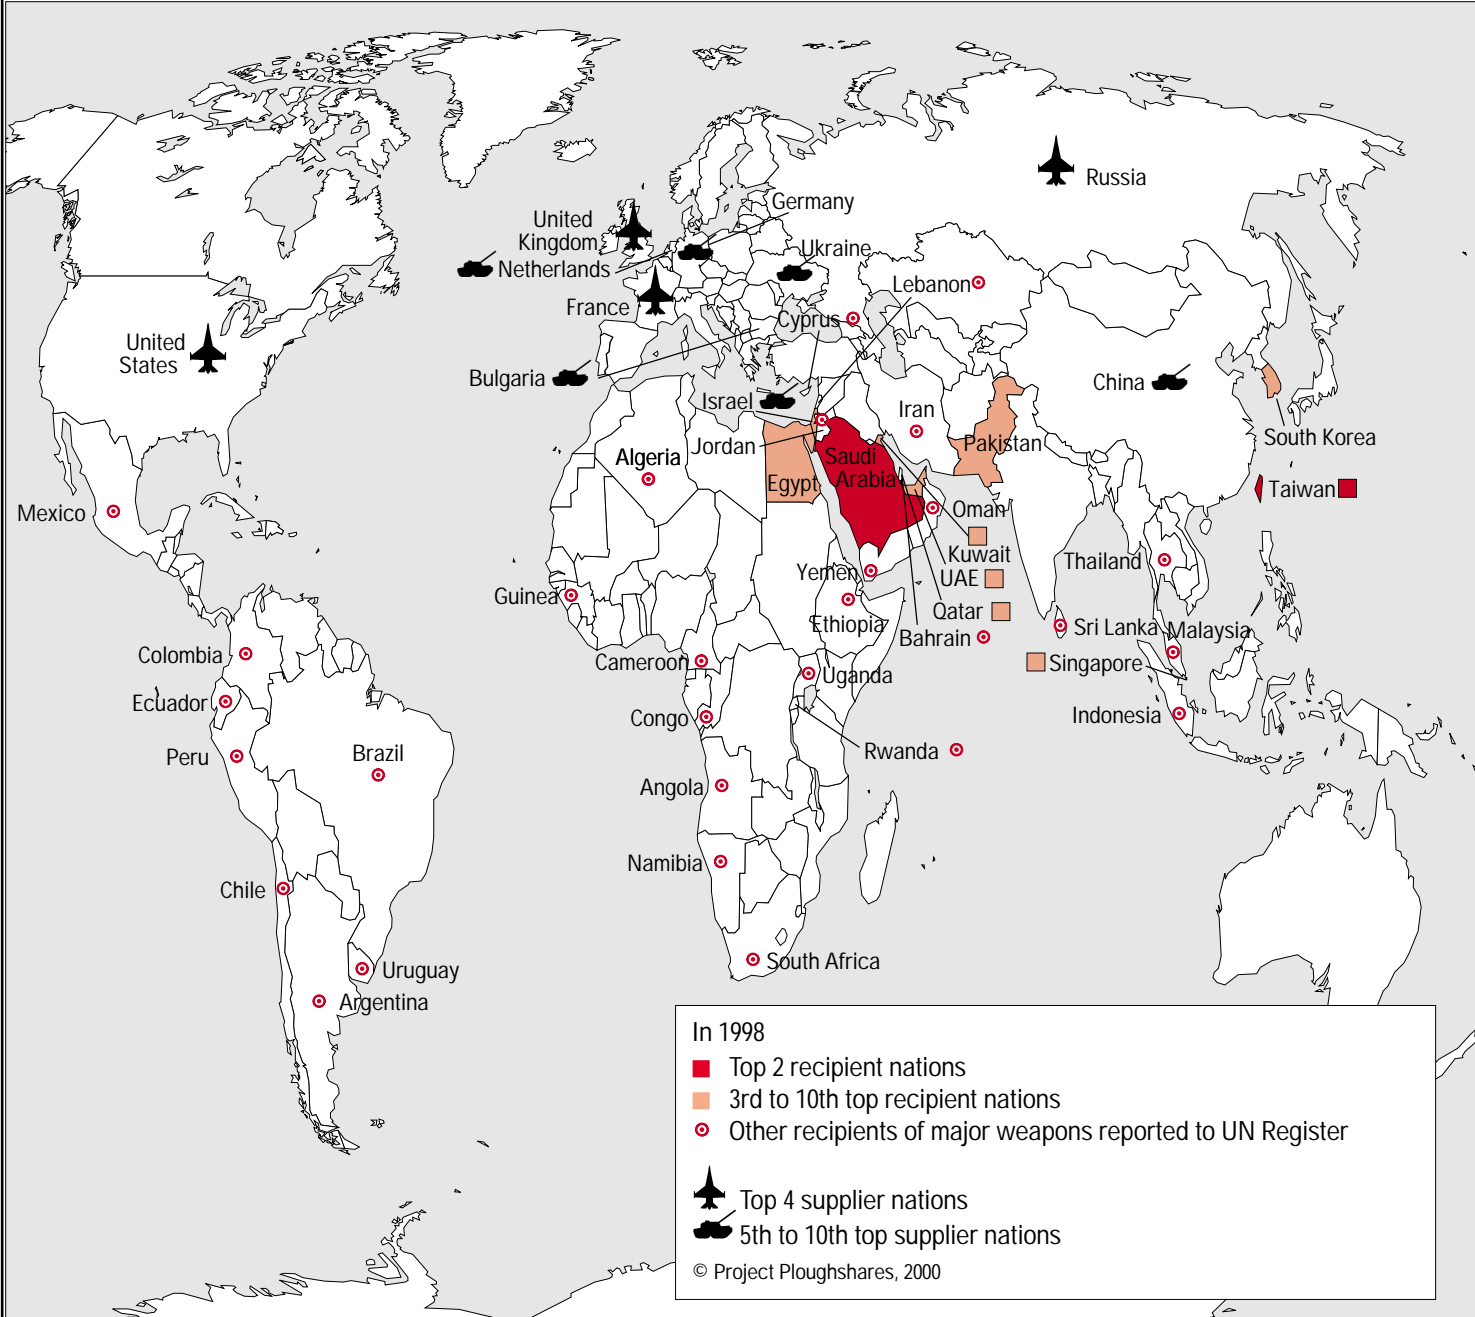 Russia
Germany
United
Kingdom
Ukraine
Netherlands
Lebanon
France
Cyprus
United
States
Bulgaria
China
Israel
Iran
South Korea
Jordan
Pakistan
Algeria
Saudi
Arabia
Egypt
Taiwan
Mexico
Oman
Kuwait
Thailand
Yemen
UAE
Guinea
Qatar
Ethiopia
Bahrain
Sri Lanka
Malaysia
Colombia
Cameroon
Uganda
Singapore
Ecuador
Congo
Indonesia
Rwanda
Peru
Brazil
Angola
Namibia
Chile
South Africa
Uruguay
Argentina
In 1998
Top 2 recipient nations
3rd to 10th top recipient nations
Other recipients of major weapons reported to UN Register
Top 4 supplier nations
5th to 10th top supplier nations
© Project Ploughshares, 2000